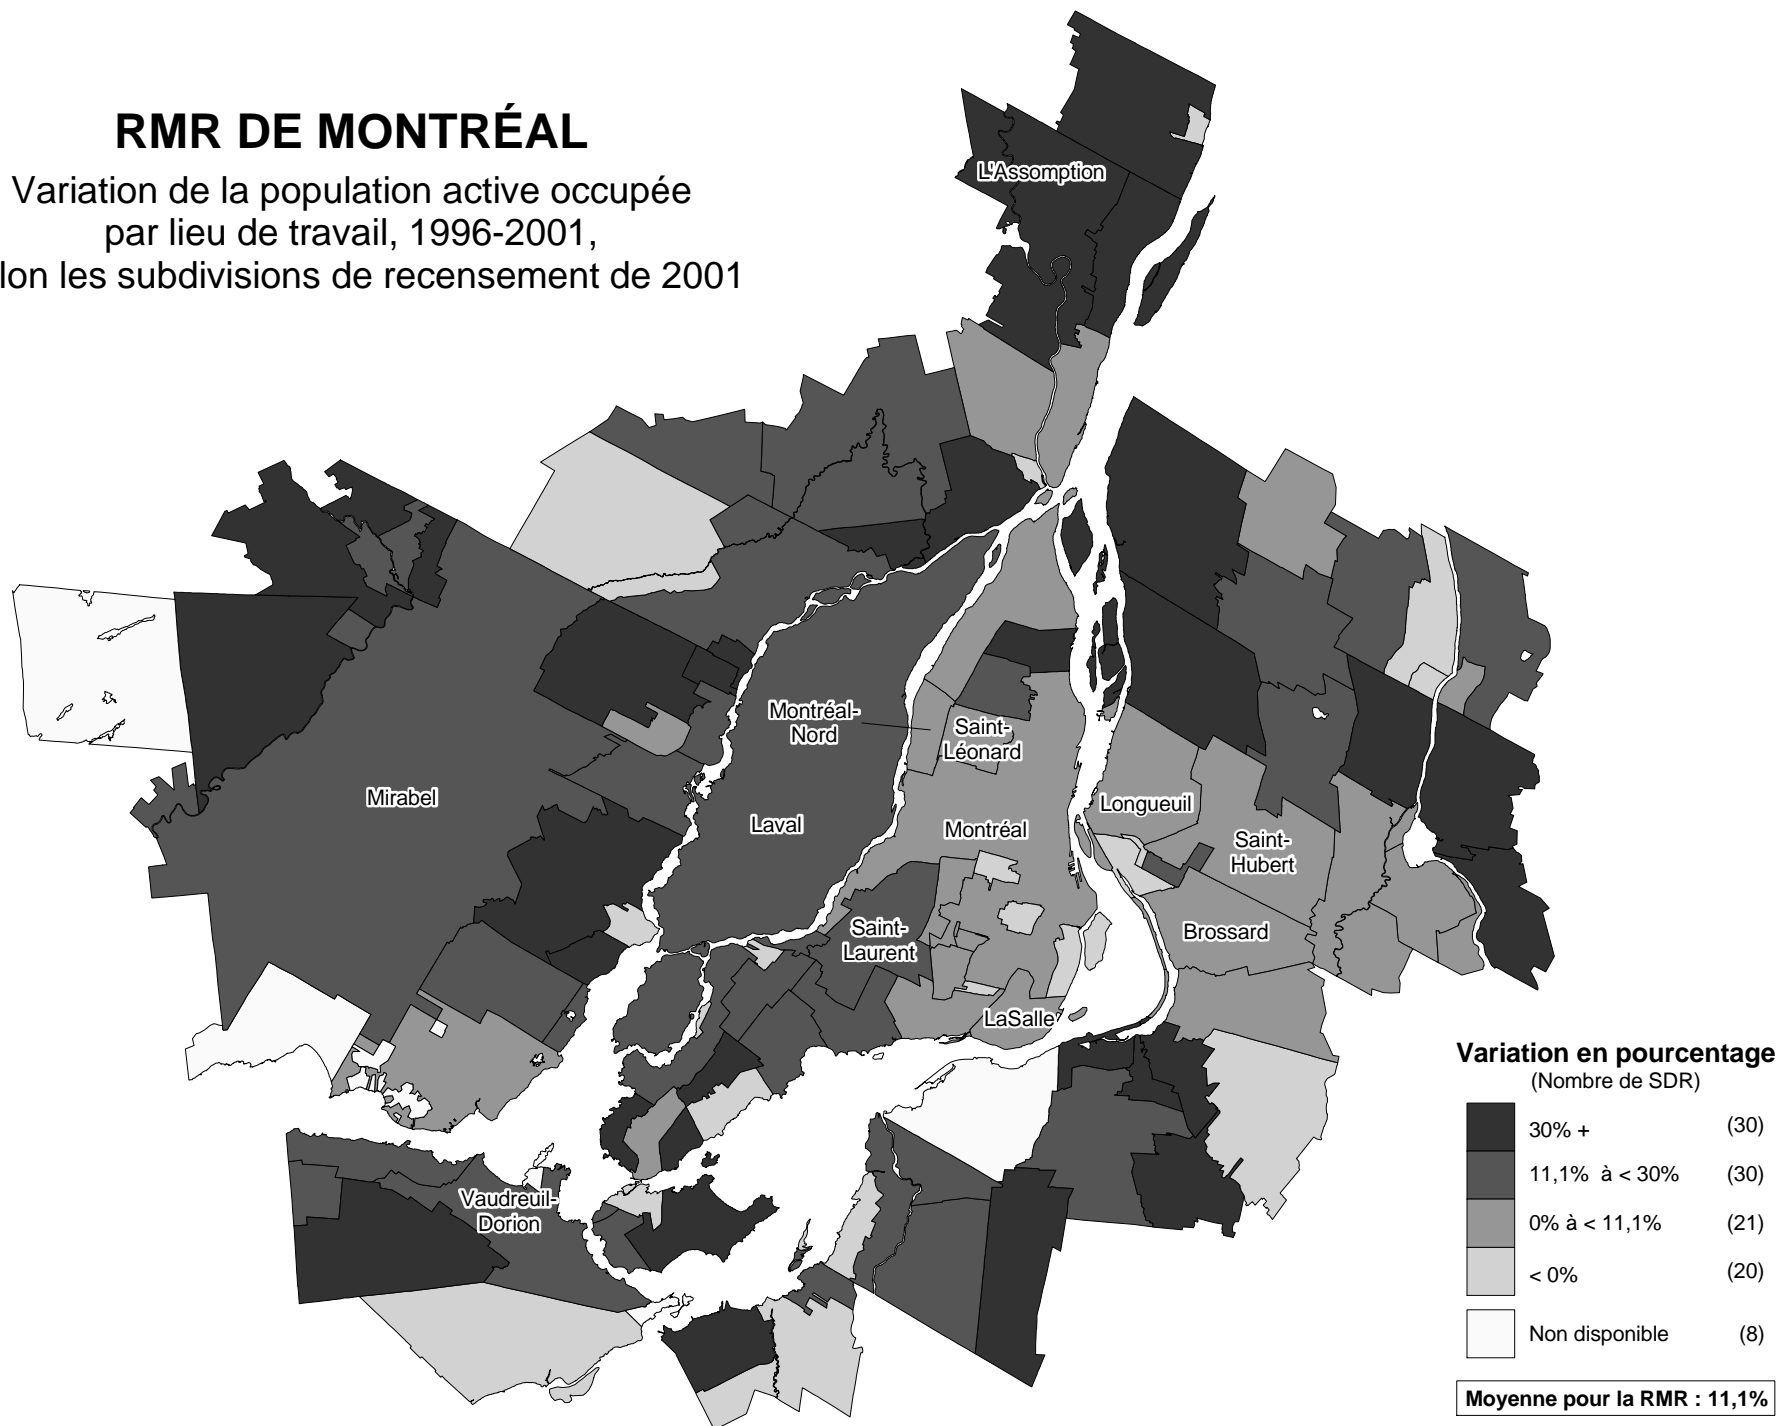 RMR DE MONTRÉAL
Variation de la population active occupée
par lieu de travail, 1996-2001,
lon les subdivisions de recensement de 2001
L'Assomption
Montréal-
Nord
Saint-
Léonard
Mirabel
Laval
Montréal
Longueuil
Saint-
Hubert
Saint-
Laurent
Brossard
LaSalle
Vaudreuil-
Dorion
Variation en pourcentage
(Nombre de SDR)
30% + (30)
11,1% à < 30% (30)
0% à < 11,1% (21)
< 0% (20)
Non disponible (8)
Moyenne pour la RMR : 11,1%